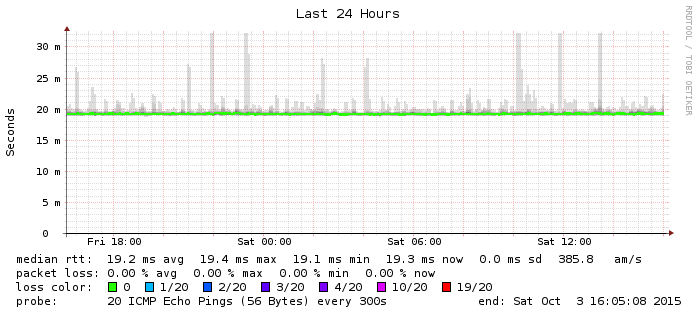 Last 24 Hours
RRDTOOL / TOBI OETIKER
Seconds
30 m
25 m
20 m
15 m
10 m
5 m
0
Fri 18:00 Sat 00:00 Sat 06:00 Sat 12:00
median rtt: 19.2 ms avg 19.4 ms max 19.1 ms min 19.3 ms now 0.0 ms sd 385.8 am/s
packet loss: 0.00 % avg 0.00 % max 0.00 % min 0.00 % now
loss color: 0 1/20 2/20 3/20 4/20 10/20 19/20
probe: 20 ICMP Echo Pings (56 Bytes) every 300s end: Sat Oct 3 16:05:08 2015